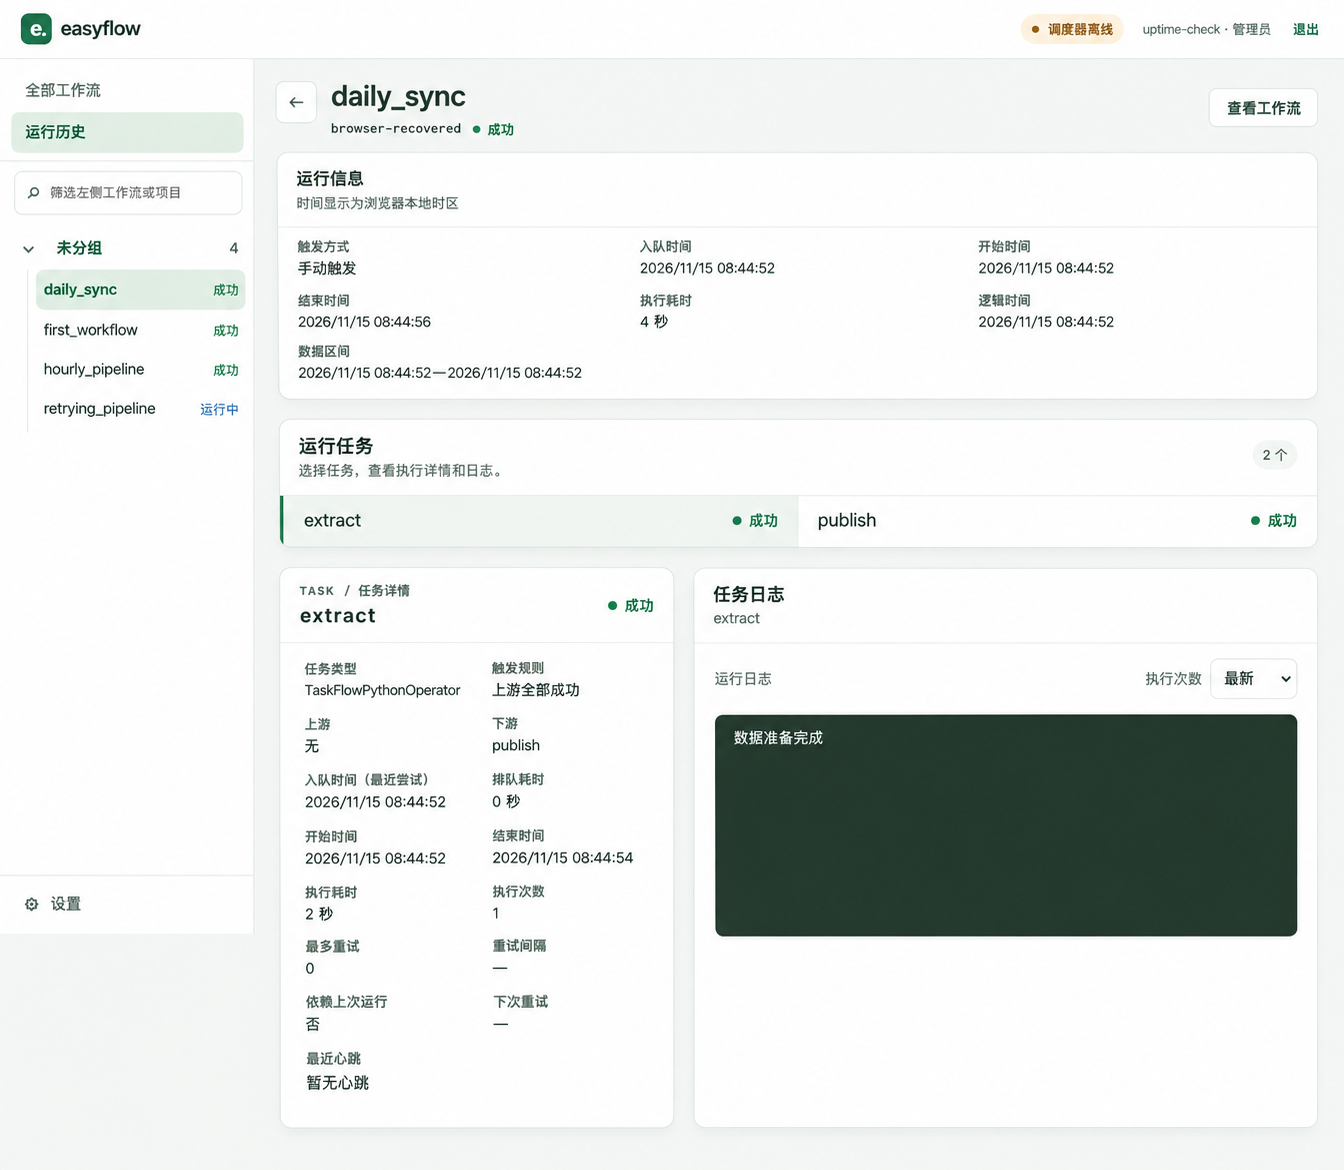 e. easyflow
调度器离线
uptime-check · 管理员
退出
全部工作流
运行历史
筛选左侧工作流或项目
未分组 4
daily_sync 成功
first_workflow 成功
hourly_pipeline 成功
retrying_pipeline 运行中
设置
daily_sync
browser-recovered 成功
查看工作流
运行信息
时间显示为浏览器本地时区
触发方式
手动触发
入队时间
2026/11/15 08:44:52
开始时间
2026/11/15 08:44:52
结束时间
2026/11/15 08:44:56
执行耗时
4 秒
逻辑时间
2026/11/15 08:44:52
数据区间
2026/11/15 08:44:52—2026/11/15 08:44:52
运行任务
选择任务，查看执行详情和日志。
2 个
extract 成功
publish 成功
TASK / 任务详情
extract
成功
任务类型
TaskFlowPythonOperator
触发规则
上游全部成功
上游
无
下游
publish
入队时间（最近尝试）
2026/11/15 08:44:52
排队耗时
0 秒
开始时间
2026/11/15 08:44:52
结束时间
2026/11/15 08:44:54
执行耗时
2 秒
执行次数
1
最多重试
0
重试间隔
—
依赖上次运行
否
下次重试
—
最近心跳
暂无心跳
任务日志
extract
运行日志
执行次数 最新
数据准备完成